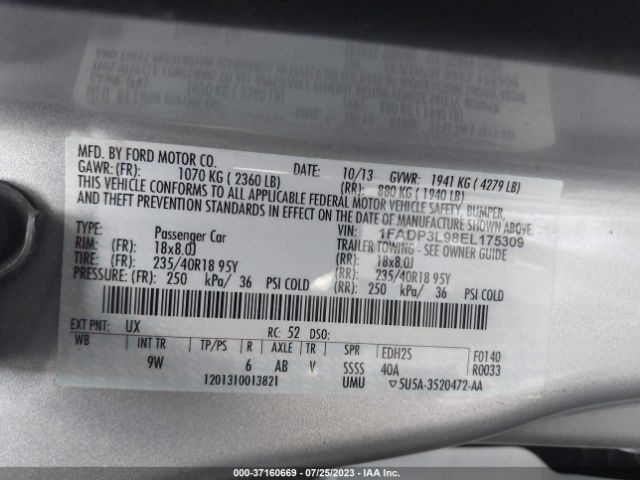 MFD. BY FORD MOTOR CO.
10/13 GVWR: 1941 KG ( 4279 LB)
GAWR: (FR): 1070 KG ( 2360 LB) (RR): 880 KG ( 1940 LB)
THIS VEHICLE CONFORMS TO ALL APPLICABLE FEDERAL MOTOR VEHICLE SAFETY, BUMPER,
AND THEFT PREVENTION STANDARDS IN EFFECT ON THE DATE OF MANUFACTURE SHOWN ABOVE.
VIN: 1FADP3L98EL175309
TYPE: Passenger Car TRAILER TOWING - SEE OWNER GUIDE
RIM: (FR): 18x8.0J (RR): 18x8.0J
TIRE: (FR): 235/40R18 95Y (RR): 235/40R18 95Y
PRESSURE: (FR): 250 kPa/ 36 PSI COLD (RR): 250 kPa/ 36 PSI COLD
EXT PNT: UX RC: 52 DSO:
WB INT TR TP/PS R AXLE TR SPR EDH2S F0140
9W 6 AB V SSSS 40A R0033
1201310013821 UMU ▽5U5A-3520472-AA
000-37160669 - 07/25/2023 - IAA Inc.